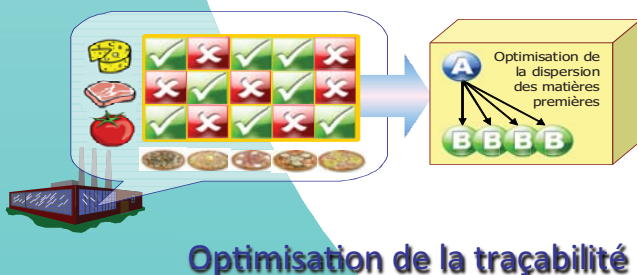 Optimisation de
la dispersion
des matières
premières
A
B B B B
Optimisation de la traçabilité